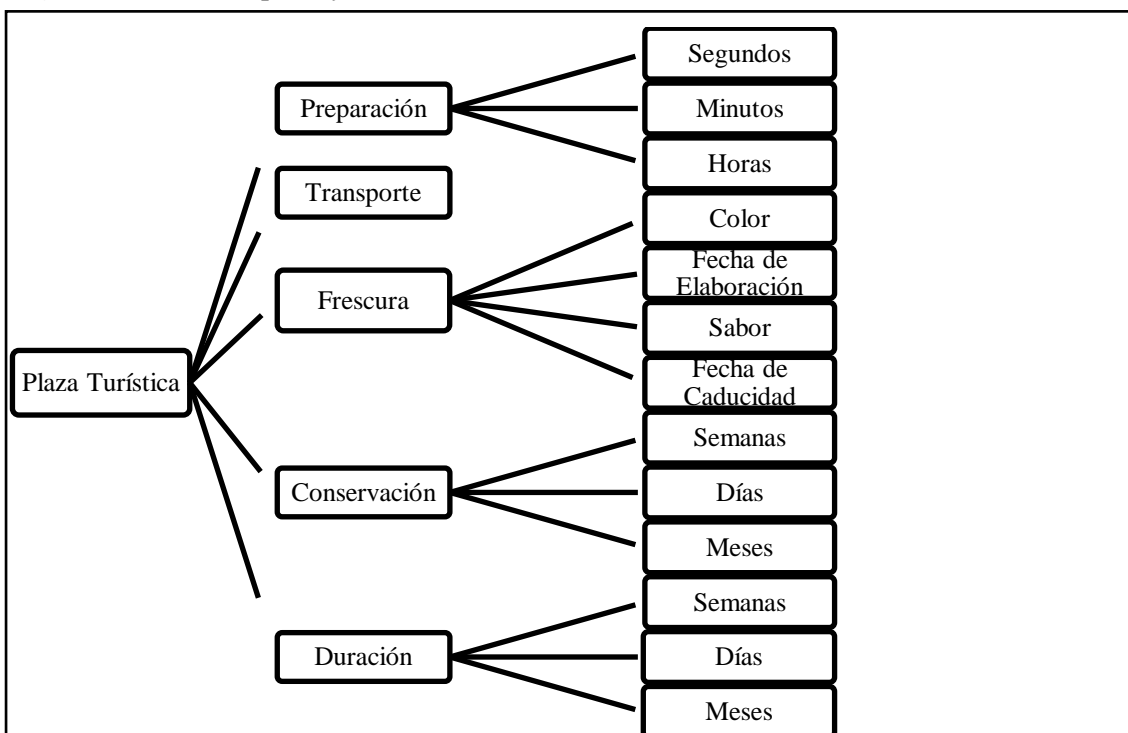 Segundos
Preparación
Minutos
Horas
Transporte
Color
Fecha de
Elaboración
Frescura
Sabor
Plaza Turística
Fecha de
Caducidad
Semanas
Conservación
Días
Meses
Semanas
Duración
Días
Meses